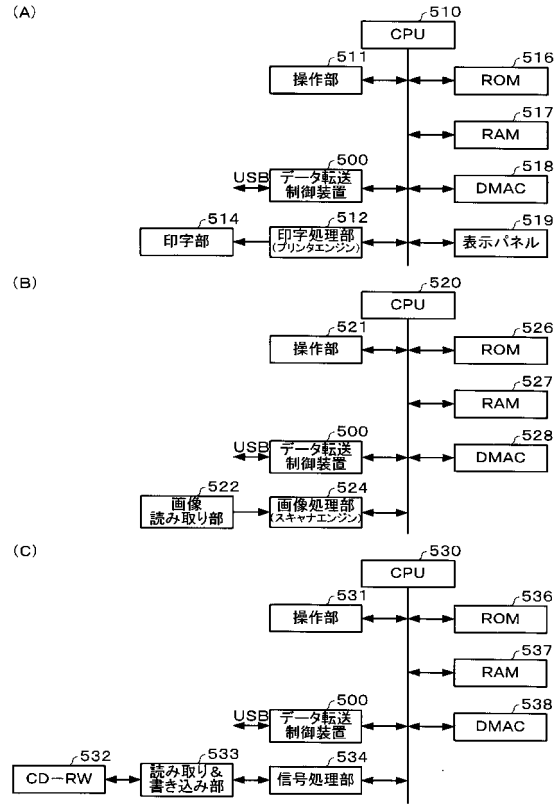 (A)
510
CPU
511
操作部
516
ROM
517
RAM
500
USB
データ転送
制御装置
518
DMAC
514
印字部
512
印字処理部
(プリンタエンジン)
519
表示パネル
(B)
520
CPU
521
操作部
526
ROM
527
RAM
500
USB
データ転送
制御装置
528
DMAC
522
画像
読み取り部
524
画像処理部
(スキャナエンジン)
(C)
530
CPU
531
操作部
536
ROM
537
RAM
500
USB
データ転送
制御装置
538
DMAC
532
CD-RW
533
読み取り&
書き込み部
534
信号処理部